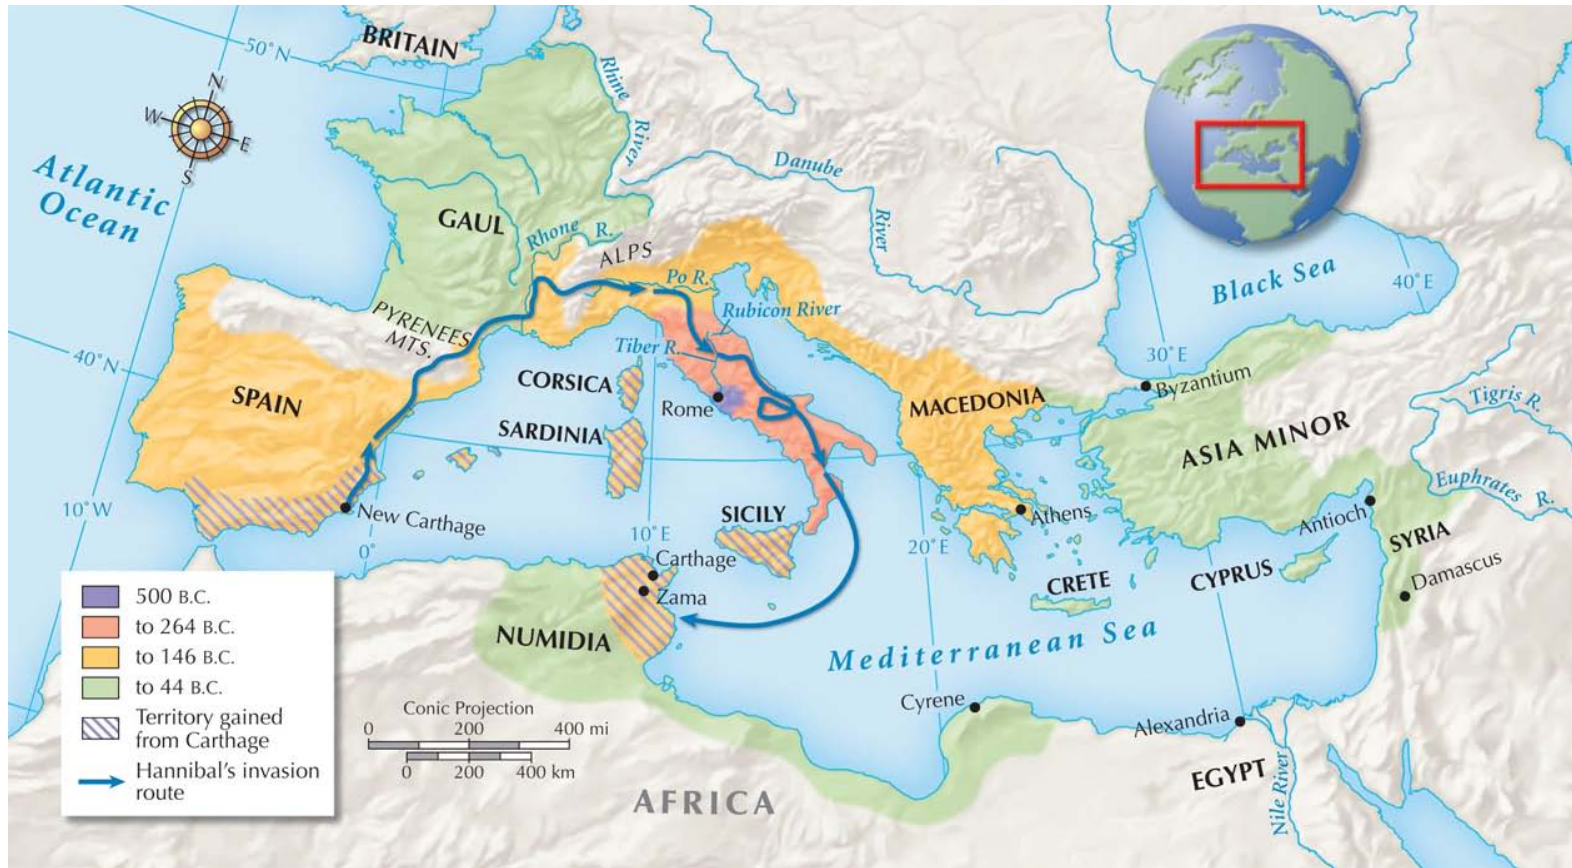 BRITAIN
50°N
Rhine
River
N
W
E
S
Atlantic
Ocean
Danube
River
GAUL
Rhone R.
ALPS
Po R.
Black Sea
40°E
PYRENEES
MTS.
Rubicon River
Tiber R.
40°N
30°E
Byzantium
CORSICA
SPAIN
Rome
MACEDONIA
Tigris R.
SARDINIA
ASIA MINOR
Euphrates R.
10°W
New Carthage
SICILY
Athens
Antioch
SYRIA
0°
10°E
20°E
Carthage
Zama
CRETE
CYPRUS
Damascus
NUMIDIA
Mediterranean Sea
Cyrene
Alexandria
EGYPT
Nile River
AFRICA
500 B.C.
to 264 B.C.
to 146 B.C.
to 44 B.C.
Territory gained
from Carthage
Hannibal's invasion
route
Conic Projection
0 200 400 mi
0 200 400 km